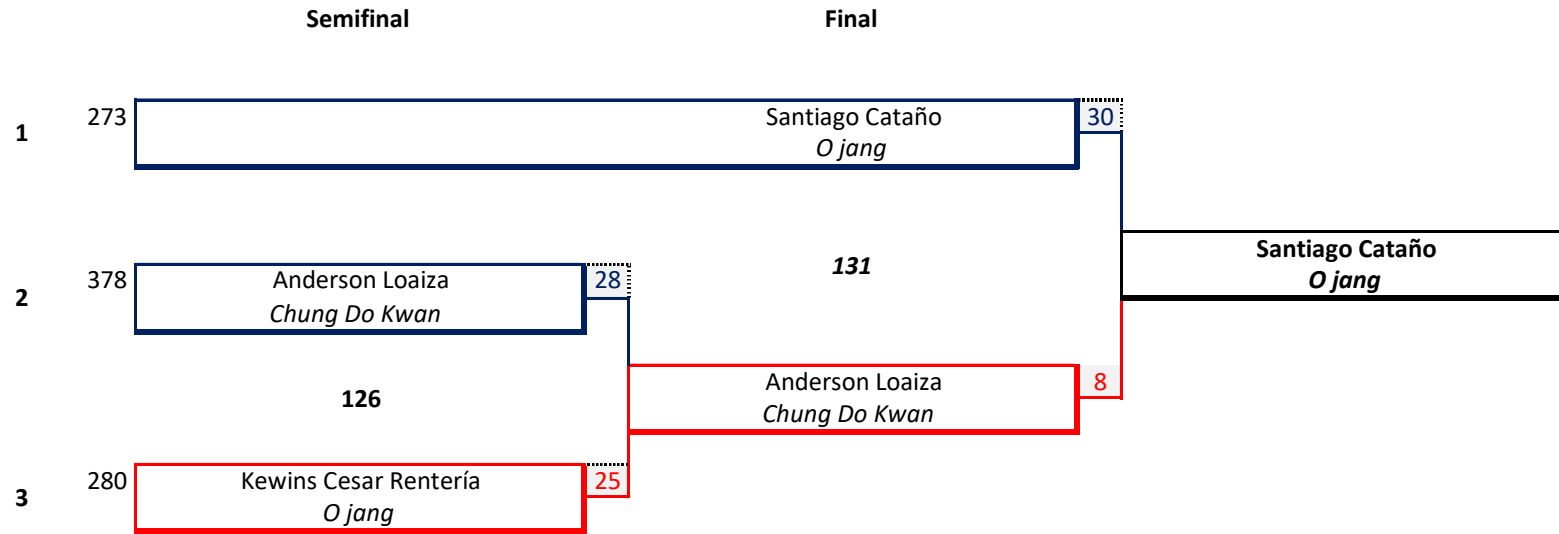 Semifinal Final
1 273 Santiago Cataño 30
O jang
2 378 Anderson Loaiza 28
Chung Do Kwan
131
Santiago Cataño
O jang
126
Anderson Loaiza 8
Chung Do Kwan
3 280 Kewins Cesar Rentería 25
O jang